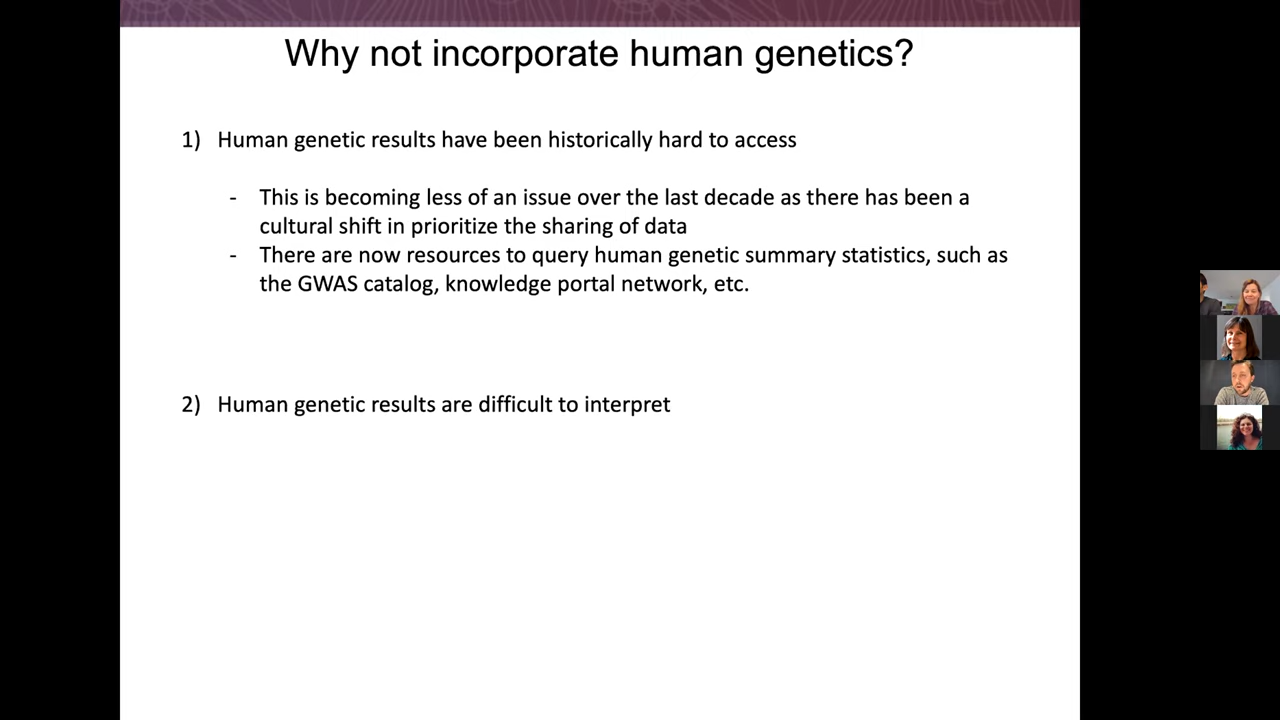 Why not incorporate human genetics?
1) Human genetic results have been historically hard to access
- This is becoming less of an issue over the last decade as there has been a
cultural shift in prioritize the sharing of data
- There are now resources to query human genetic summary statistics, such as
the GWAS catalog, knowledge portal network, etc.
2) Human genetic results are difficult to interpret